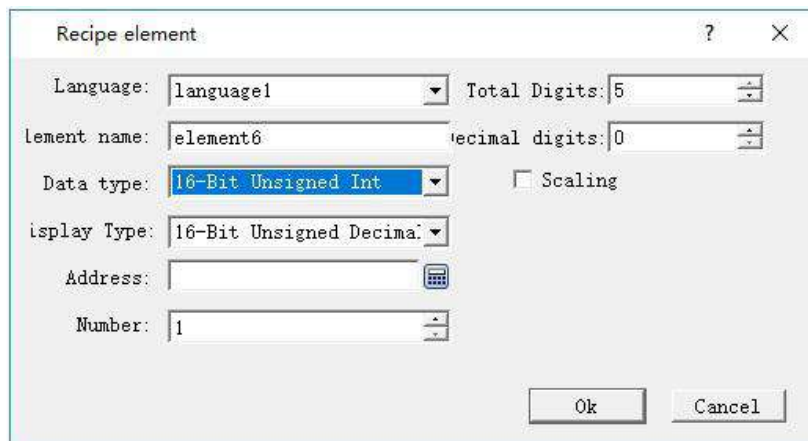 Recipe element ? ×
Language: language1 Total Digits: 5
lement name: element6 ecimal digits: 0
Data type: 16-Bit Unsigned Int Scaling
isplay Type: 16-Bit Unsigned Decima
Address:
Number: 1
Ok Cancel